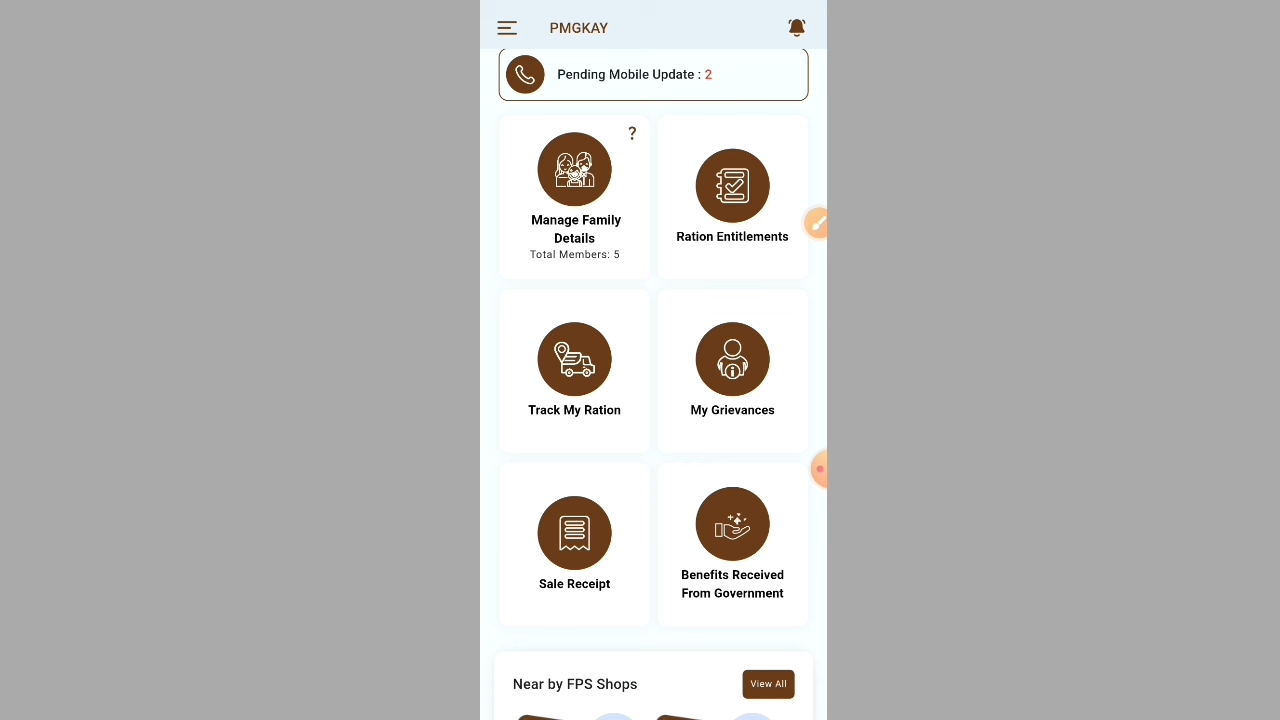 PMGKAY
Pending Mobile Update : 2
?
Manage Family
Details
Total Members: 5
Ration Entitlements
Track My Ration
My Grievances
Sale Receipt
Benefits Received
From Government
Near by FPS Shops
View All